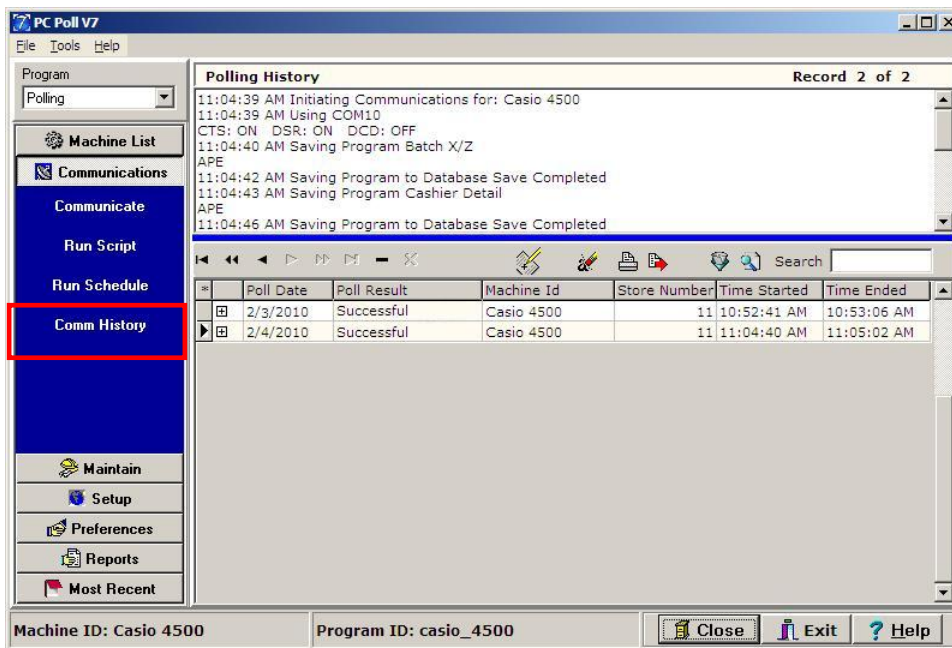 PC Poll V7
File Tools Help
Program
Polling
Machine List
Communications
Communicate
Run Script
Run Schedule
Comm History
Maintain
Setup
Preferences
Reports
Most Recent
Polling History Record 2 of 2
11:04:39 AM Initiating Communications for: Casio 4500
11:04:39 AM Using COM10
CTS: ON DSR: ON DCD: OFF
11:04:40 AM Saving Program Batch X/Z
APE
11:04:42 AM Saving Program to Database Save Completed
11:04:43 AM Saving Program Cashier Detail
APE
11:04:46 AM Saving Program to Database Save Completed
Search
* Poll Date Poll Result Machine Id Store Number Time Started Time Ended
2/3/2010 Successful Casio 4500 11 10:52:41 AM 10:53:06 AM
2/4/2010 Successful Casio 4500 11 11:04:40 AM 11:05:02 AM
Machine ID: Casio 4500 Program ID: casio_4500 Close Exit ? Help